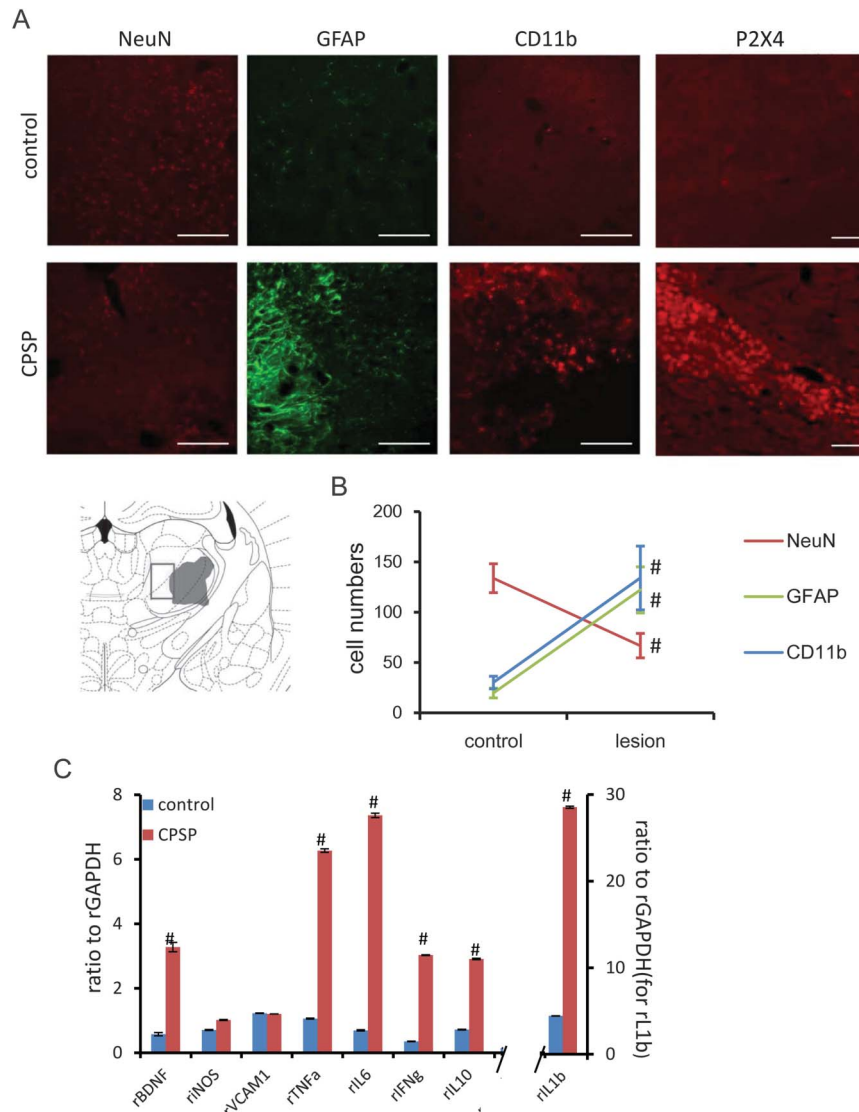 A
NeuN GFAP CD11b P2X4
control
CPSP
B
cell numbers
200
150
100
50
0
#
#
#
control lesion
NeuN
GFAP
CD11b
C
control
CPSP
ratio to rGAPDH
8
6
4
2
0
# # # # # #
rBDNF riNOS rVCAM1 rTNFa rIL6 rIFNg rIL10 rIL1b
30
20
10
0
ratio to rGAPDH(for rL1b)